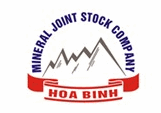 MINERAL JOINT STOCK COMPANY
HOA BINH